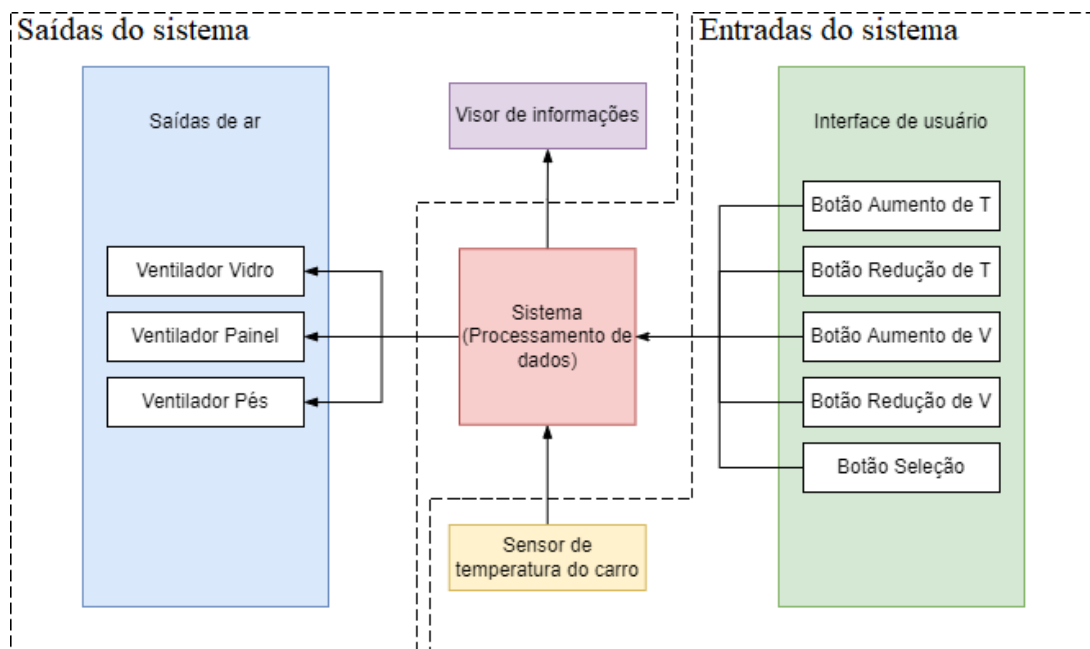 Saídas do sistema
Entradas do sistema
Saídas de ar
Ventilador Vidro
Ventilador Painel
Ventilador Pés
Visor de informações
Sistema
(Processamento de
dados)
Sensor de
temperatura do carro
Interface de usuário
Botão Aumento de T
Botão Redução de T
Botão Aumento de V
Botão Redução de V
Botão Seleção